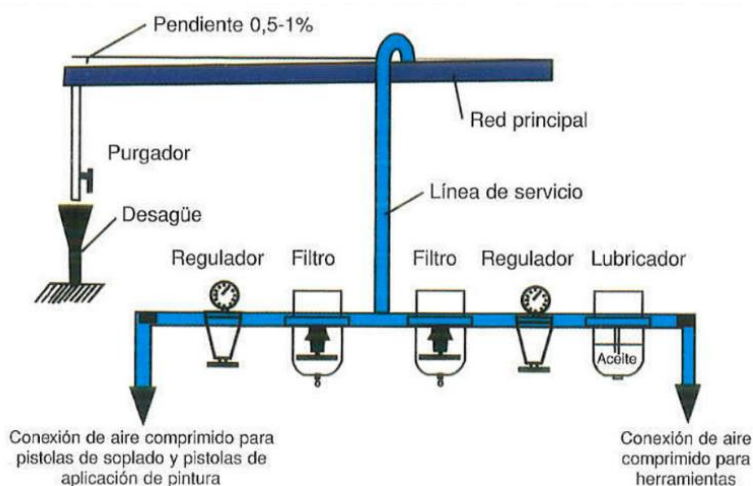 Pendiente 0,5-1%
Red principal
Purgador
Línea de servicio
Desagüe
Regulador
Filtro
Filtro
Regulador
Lubricador
Aceite
Conexión de aire comprimido para
pistolas de soplado y pistolas de
aplicación de pintura
Conexión de aire
comprimido para
herramientas